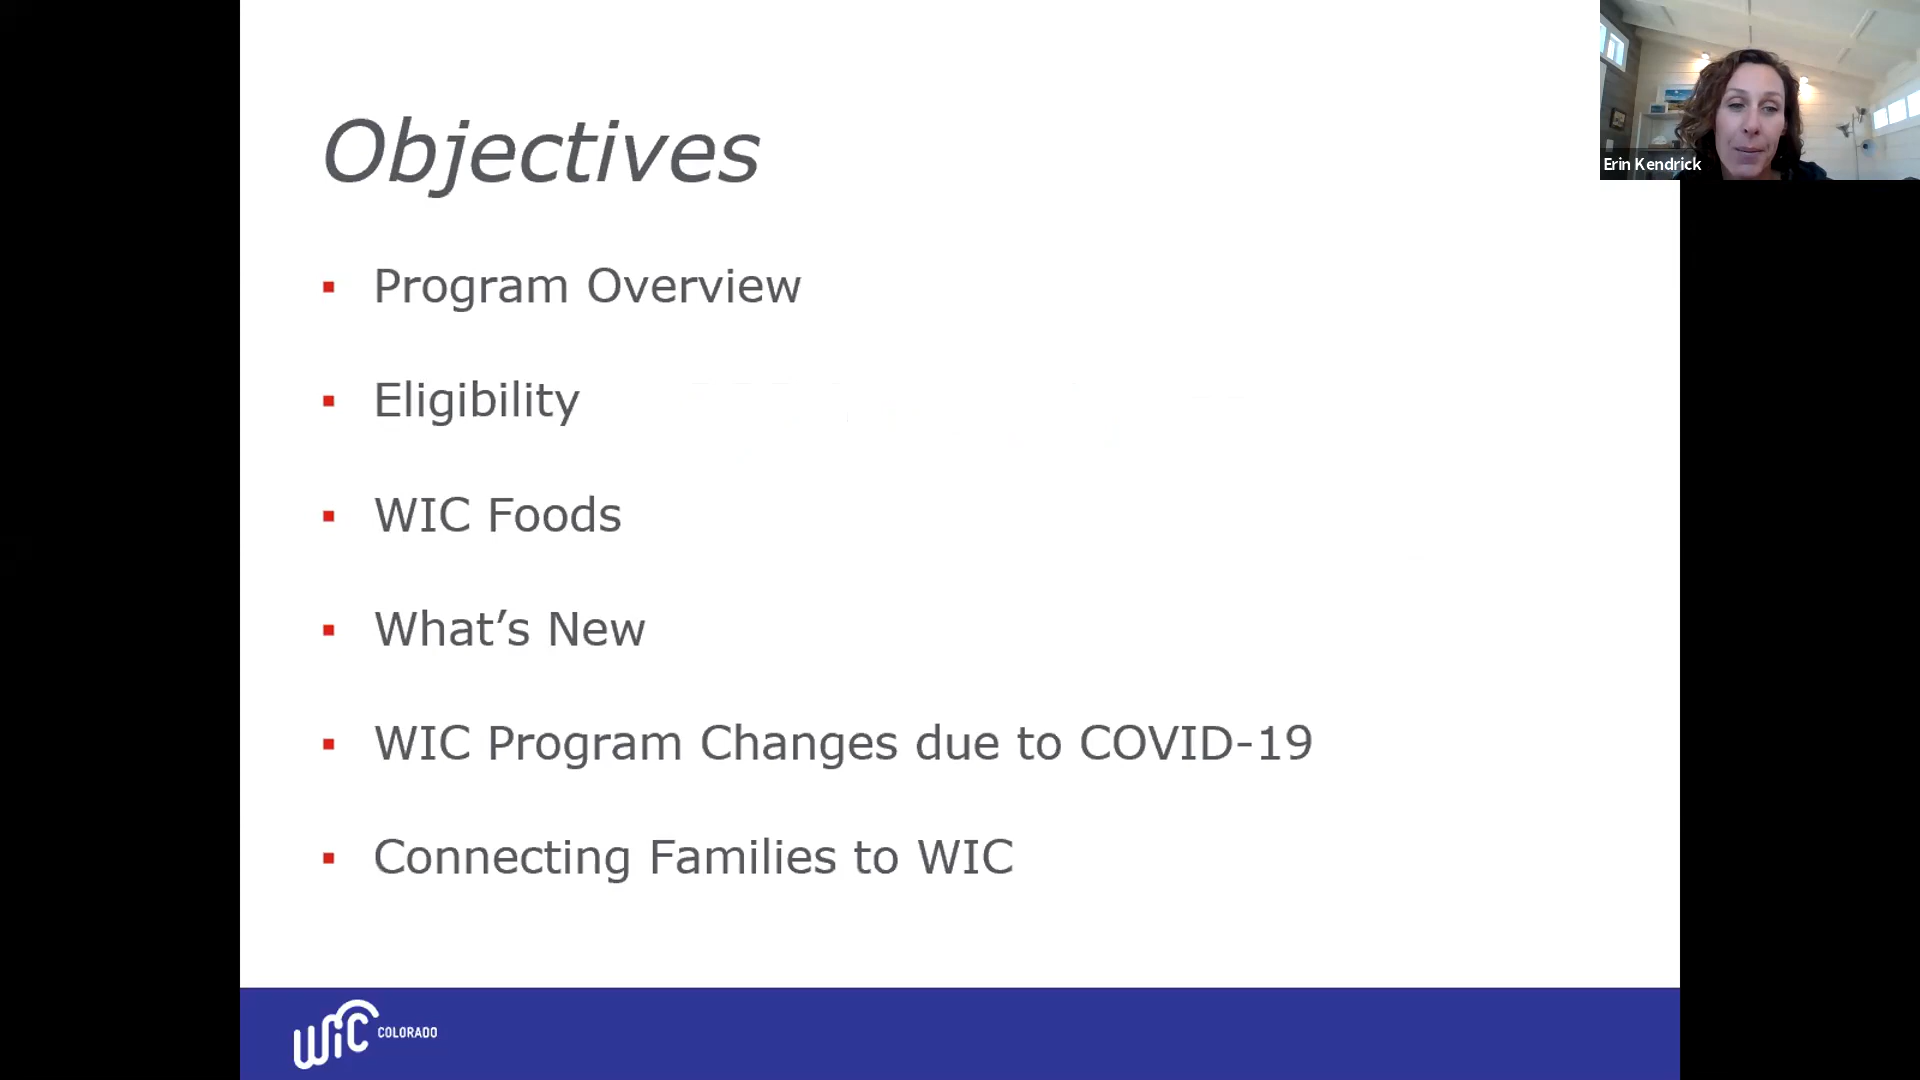 Objectives
Erin Kendrick
▪ Program Overview
▪ Eligibility
▪ WIC Foods
▪ What’s New
▪ WIC Program Changes due to COVID-19
▪ Connecting Families to WIC
WIC COLORADO